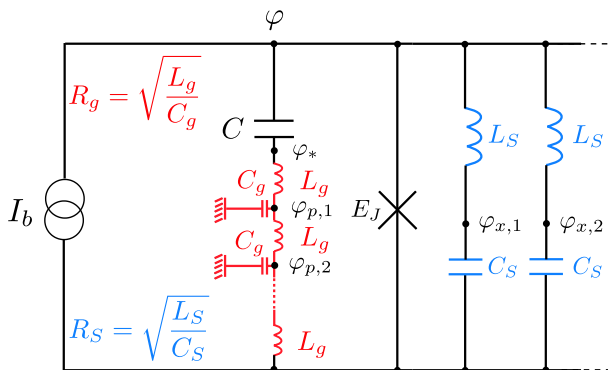 φ
R_g = √(L_g/C_g)
C
φ_*
L_S
L_S
C_g
L_g
I_b
φ_{p,1}
E_J
φ_{x,1}
φ_{x,2}
C_g
L_g
φ_{p,2}
C_S
C_S
R_S = √(L_S/C_S)
L_g